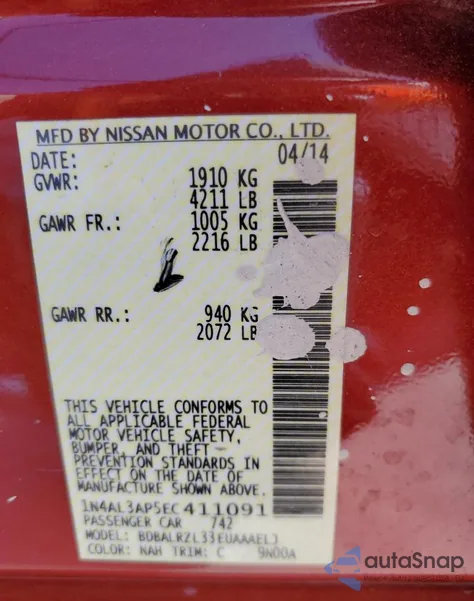 MFD BY NISSAN MOTOR CO., LTD.
DATE: 04/14
GVWR: 1910 KG
4211 LB
GAWR FR.: 1005 KG
2216 LB
GAWR RR.: 940 KG
2072 LB
THIS VEHICLE CONFORMS TO
ALL APPLICABLE FEDERAL
MOTOR VEHICLE SAFETY,
BUMPER, AND THEFT
PREVENTION STANDARDS IN
EFFECT ON THE DATE OF
MANUFACTURE SHOWN ABOVE.
1N4AL3AP5EC411091
PASSENGER CAR 742
MODEL: BDBALRZL33EUAAAELJ
COLOR: NAH TRIM: C 9N00A
autoSnap